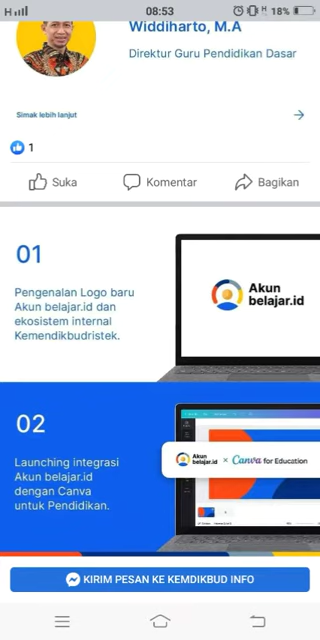 H
08:53
H
18%
Widdiharto, M.A
Direktur Guru Pendidikan Dasar
Simak lebih lanjut
1
Suka
Komentar
Bagikan
01
Pengenalan Logo baru
Akun belajar.id dan
ekosistem internal
Kemendikbudristek.
Akun
belajar.id
02
Launching integrasi
Akun belajar.id
dengan Canva
untuk Pendidikan.
Akun
belajar.id × Canva for Education
KIRIM PESAN KE KEMDIKBUD INFO